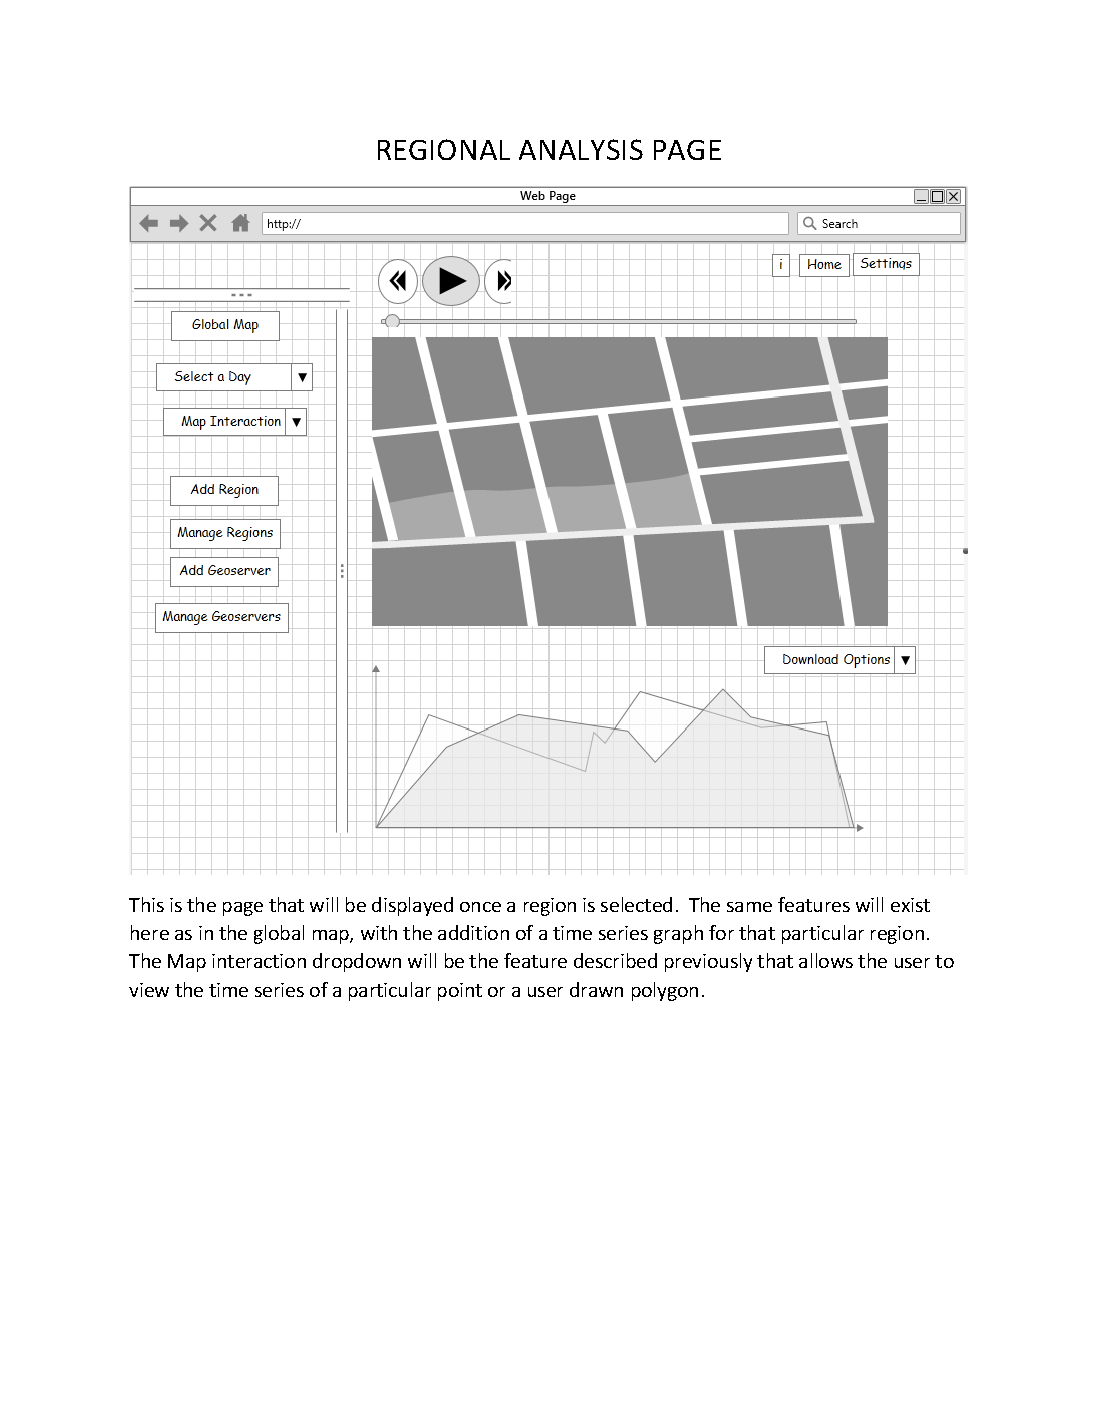 REGIONAL ANALYSIS PAGE
Web Page
http://
Search
i
Home
Settings
Global Map
Select a Day
Map Interaction
Add Region
Manage Regions
Add Geoserver
Manage Geoservers
Download Options
This is the page that will be displayed once a region is selected.  The same features will exist
here as in the global map, with the addition of a time series graph for that particular region.
The Map interaction dropdown will be the feature described previously that allows the user to
view the time series of a particular point or a user drawn polygon.